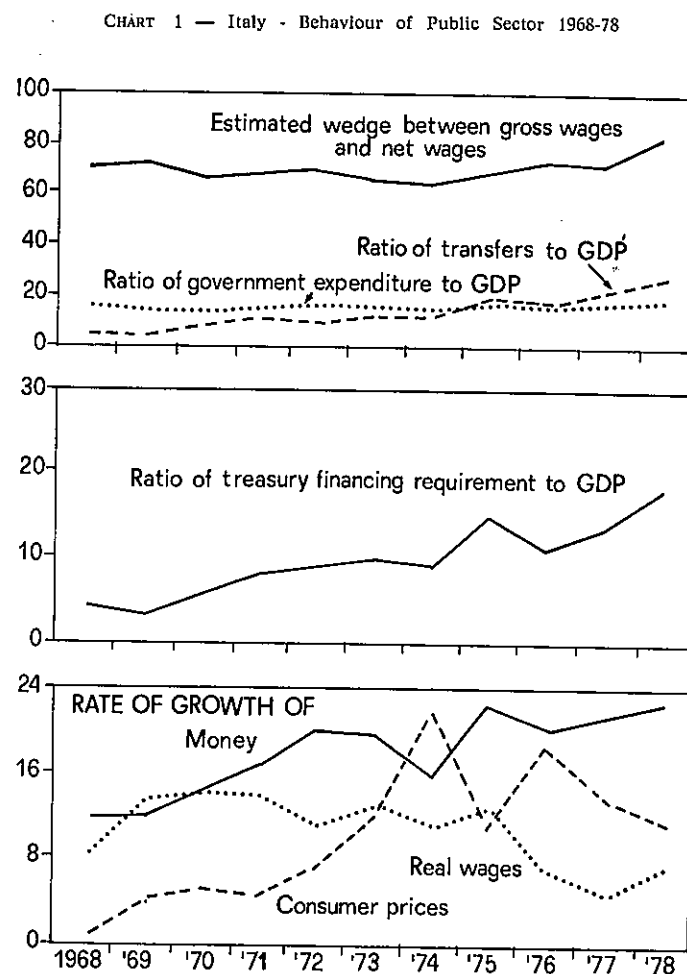 CHART 1 — Italy - Behaviour of Public Sector 1968-78
100
Estimated wedge between gross wages
and net wages
80
60
40
Ratio of transfers to GDP
Ratio of government expenditure to GDP
20
0
30
20
Ratio of treasury financing requirement to GDP
10
0
24
RATE OF GROWTH OF
Money
16
8
Real wages
Consumer prices
0
1968 '69 '70 '71 '72 '73 '74 '75 '76 '77 '78